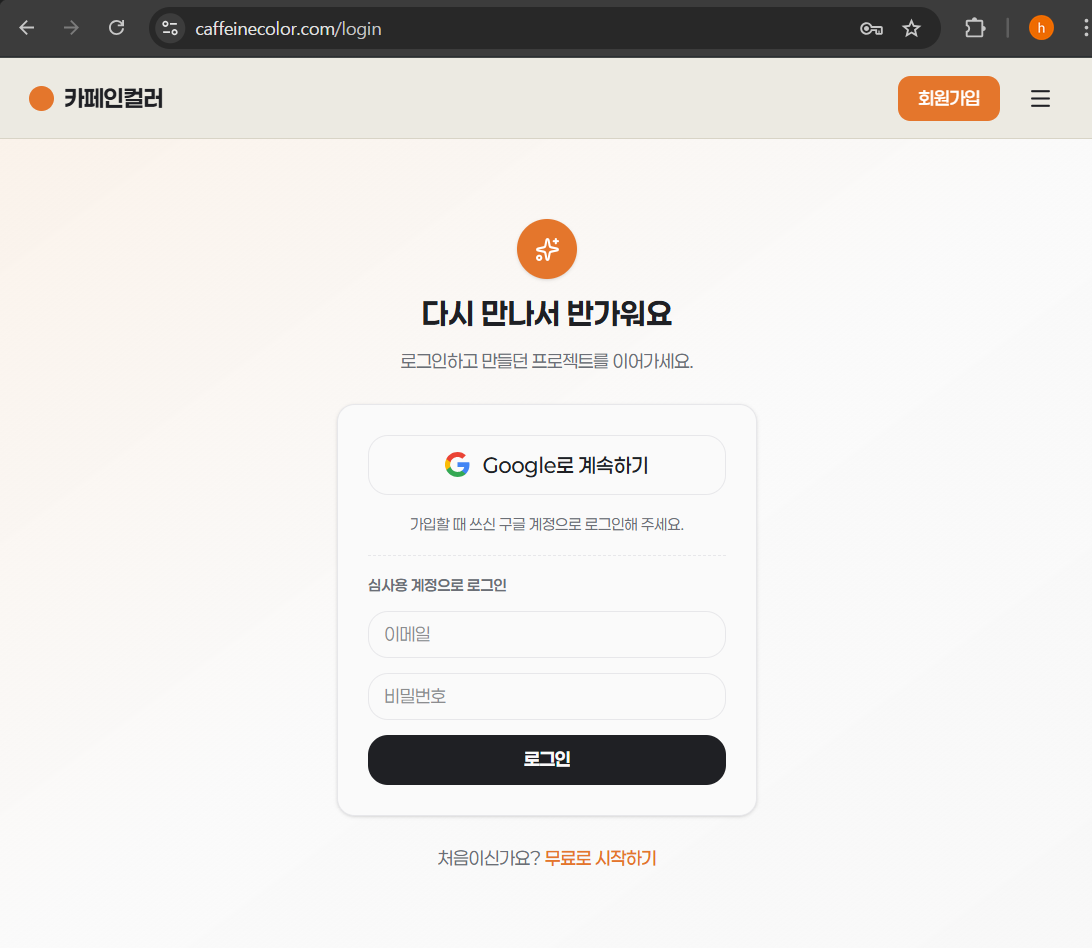 caffeinecolor.com/login
h
카페인컬러
회원가입
다시 만나서 반가워요
로그인하고 만들던 프로젝트를 이어가세요.
Google로 계속하기
가입할 때 쓰신 구글 계정으로 로그인해 주세요.
심사용 계정으로 로그인
이메일
비밀번호
로그인
처음이신가요? 무료로 시작하기